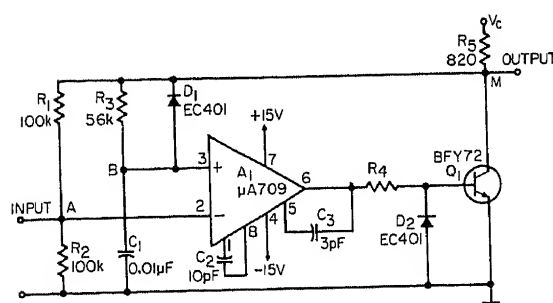 Vc
R5
820
OUTPUT
M
R1
100k
R3
56k
D1
EC401
+15V
7
B
3
+
A1
µA709
6
R4
BFY72
Q1
INPUT
A
2
−
5
4
1
8
C3
3pF
D2
EC401
R2
100k
C1
0.01µF
C2
10pF
-15V